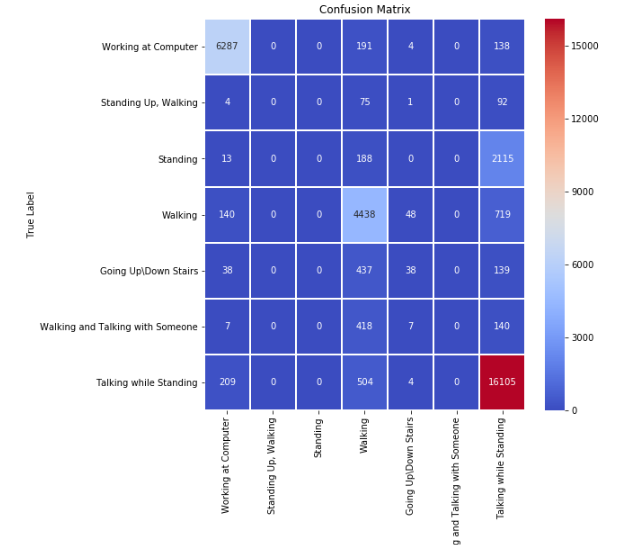 Confusion Matrix
Working at Computer 6287 0 0 191 4 0 138
Standing Up, Walking 4 0 0 75 1 0 92
Standing 13 0 0 188 0 0 2115
Walking 140 0 0 4438 48 0 719
Going Up\Down Stairs 38 0 0 437 38 0 139
Walking and Talking with Someone 7 0 0 418 7 0 140
Talking while Standing 209 0 0 504 4 0 16105
True Label
15000
12000
9000
6000
3000
0
Working at Computer
Standing Up, Walking
Standing
Walking
Going Up\Down Stairs
g and Talking with Someone
Talking while Standing